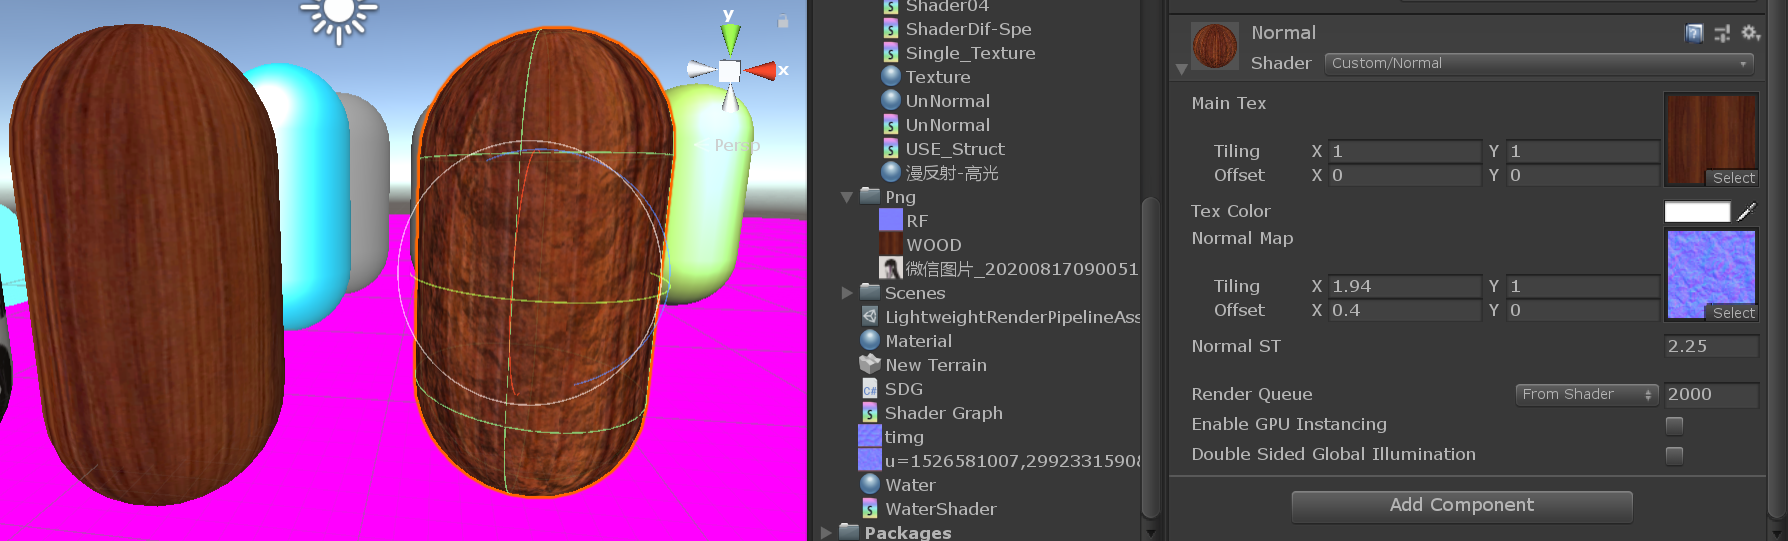 y
x
Persp
Shader04
ShaderDif-Spe
Single_Texture
Texture
UnNormal
UnNormal
USE_Struct
漫反射-高光
Png
RF
WOOD
微信图片_20200817090051
Scenes
LightweightRenderPipelineAss
Material
New Terrain
SDG
Shader Graph
timg
u=1526581007,2992331590&
Water
WaterShader
Packages
Normal
Shader Custom/Normal
Main Tex
Tiling X 1 Y 1
Offset X 0 Y 0
Select
Tex Color
Normal Map
Tiling X 1.94 Y 1
Offset X 0.4 Y 0
Select
Normal ST 2.25
Render Queue From Shader 2000
Enable GPU Instancing
Double Sided Global Illumination
Add Component